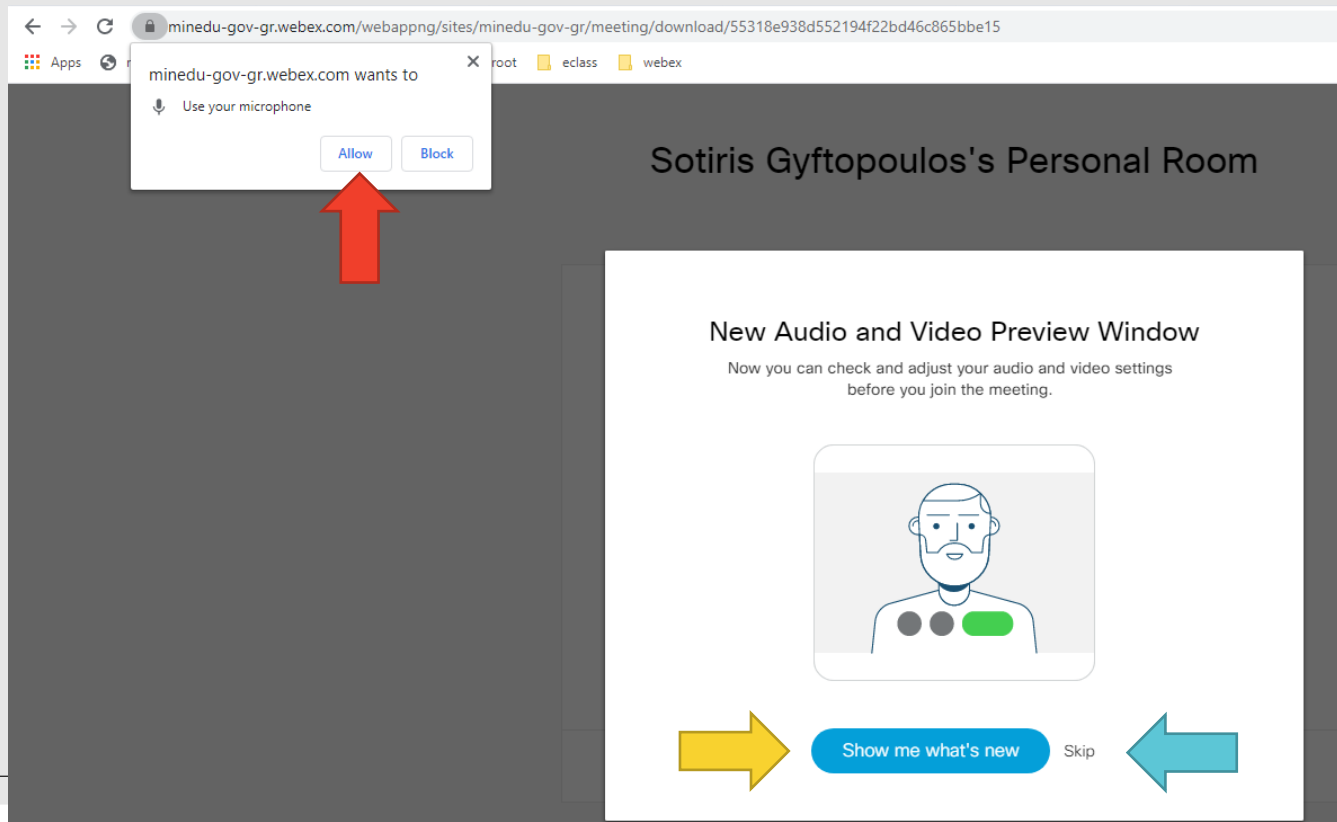 minedu-gov-gr.webex.com/webappng/sites/minedu-gov-gr/meeting/download/55318e938d552194f22bd46c865bbe15
Apps r root eclass webex
minedu-gov-gr.webex.com wants to
Use your microphone
Allow Block
Sotiris Gyftopoulos's Personal Room
New Audio and Video Preview Window
Now you can check and adjust your audio and video settings
before you join the meeting.
Show me what's new Skip